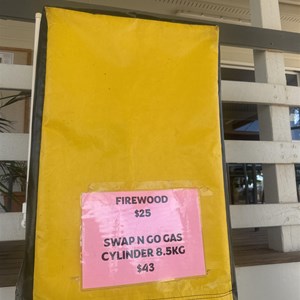 FIREWOOD
$25
SWAP N GO GAS
CYLINDER 8.5KG
$43